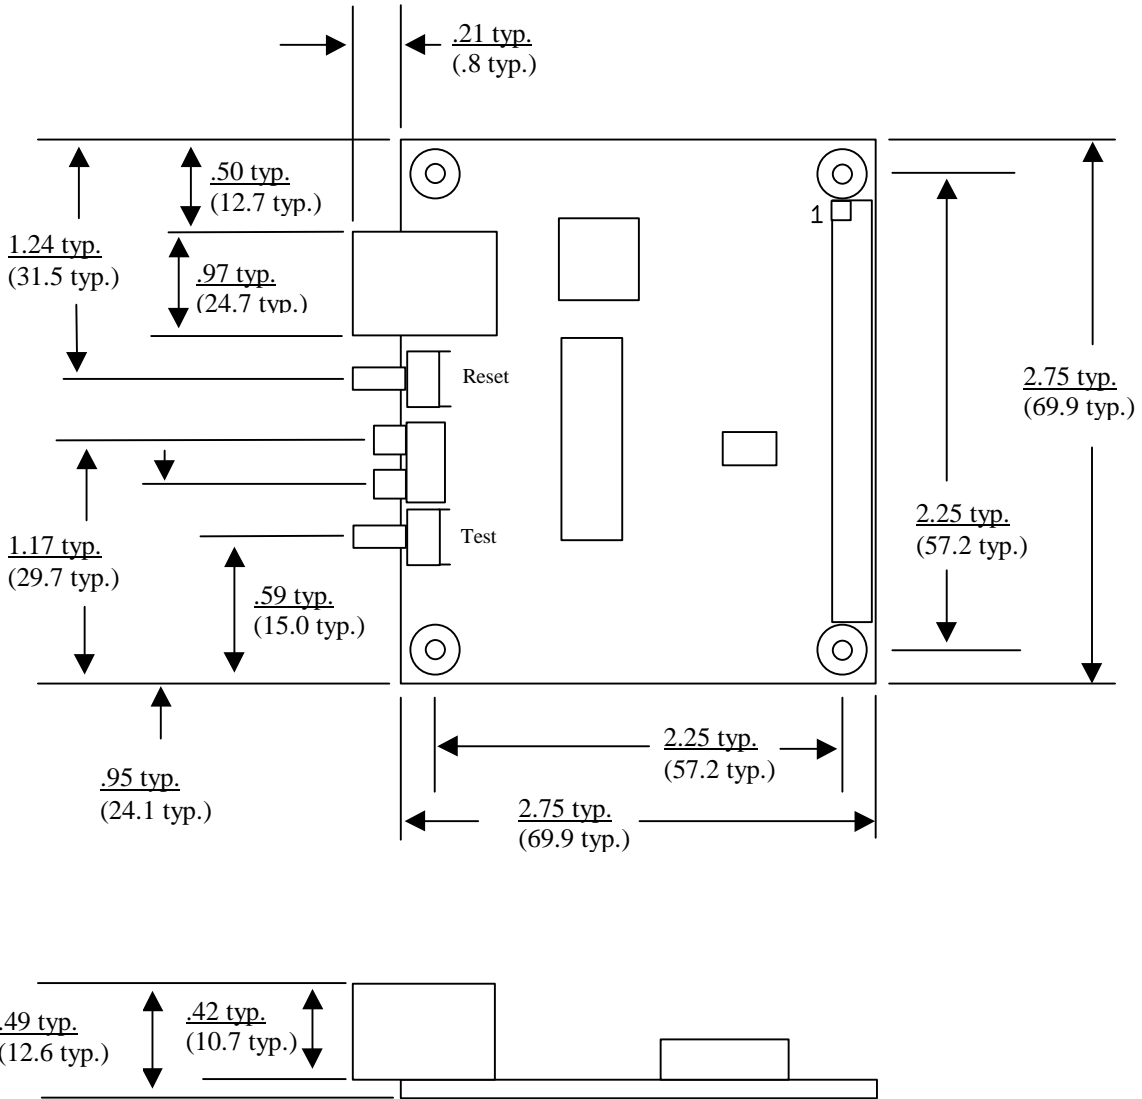 .21 typ.
(.8 typ.)
.50 typ.
(12.7 typ.)
1
1.24 typ.
(31.5 typ.)
.97 typ.
(24.7 typ.)
Reset
2.75 typ.
(69.9 typ.)
2.25 typ.
(57.2 typ.)
Test
1.17 typ.
(29.7 typ.)
.59 typ.
(15.0 typ.)
2.25 typ.
(57.2 typ.)
.95 typ.
(24.1 typ.)
2.75 typ.
(69.9 typ.)
.49 typ.
(12.6 typ.)
.42 typ.
(10.7 typ.)